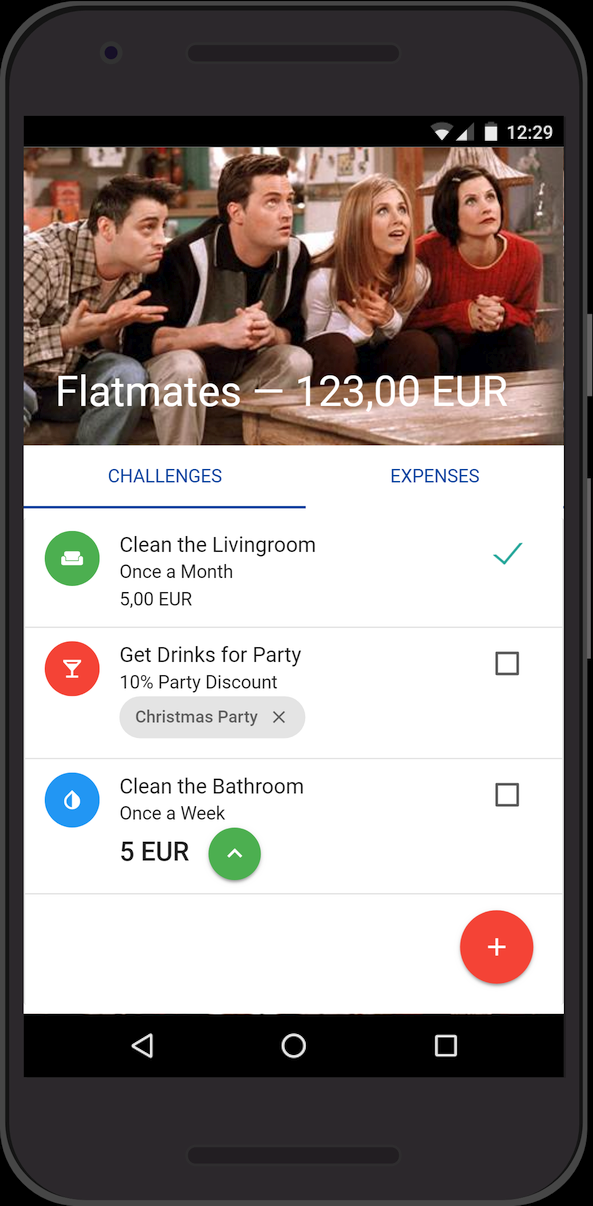 12:29
Flatmates — 123,00 EUR
CHALLENGES EXPENSES
Clean the Livingroom
Once a Month
5,00 EUR
Get Drinks for Party
10% Party Discount
Christmas Party
Clean the Bathroom
Once a Week
5 EUR